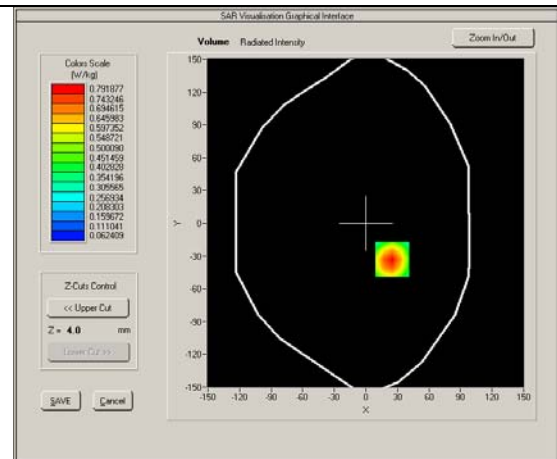 SAR Visualisation Graphical Interface
Colors Scale
(W/kg)
0.791877
0.743246
0.694615
0.645983
0.597352
0.548721
0.500090
0.451459
0.402828
0.354196
0.305565
0.256934
0.208303
0.159672
0.111041
0.062409
Z-Cuts Control
<< Upper Cut
Z = 4.0 mm
Lower Cut >>
SAVE Cancel
Volume Radiated Intensity
Zoom In/Out
150
120
90
60
30
0
-30
-60
-90
-120
-150
Y
-150 -120 -90 -60 -30 0 30 60 90 120 150
X